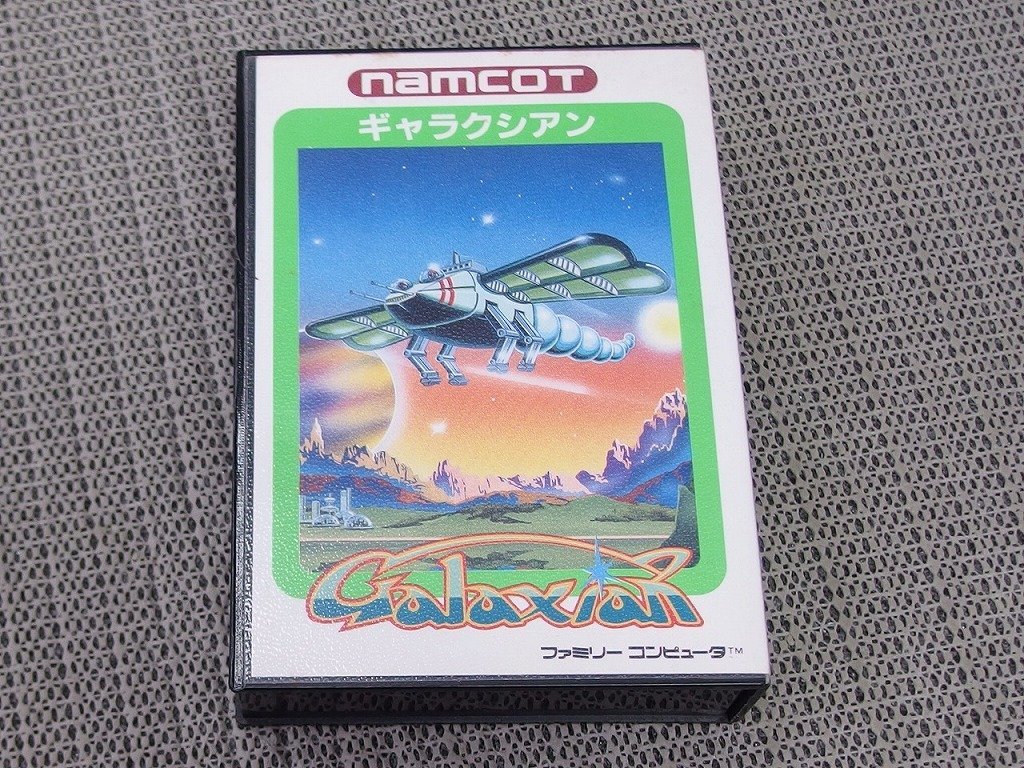 namcot
ギャラクシアン
Galaxian
ファミリー コンピュータ™